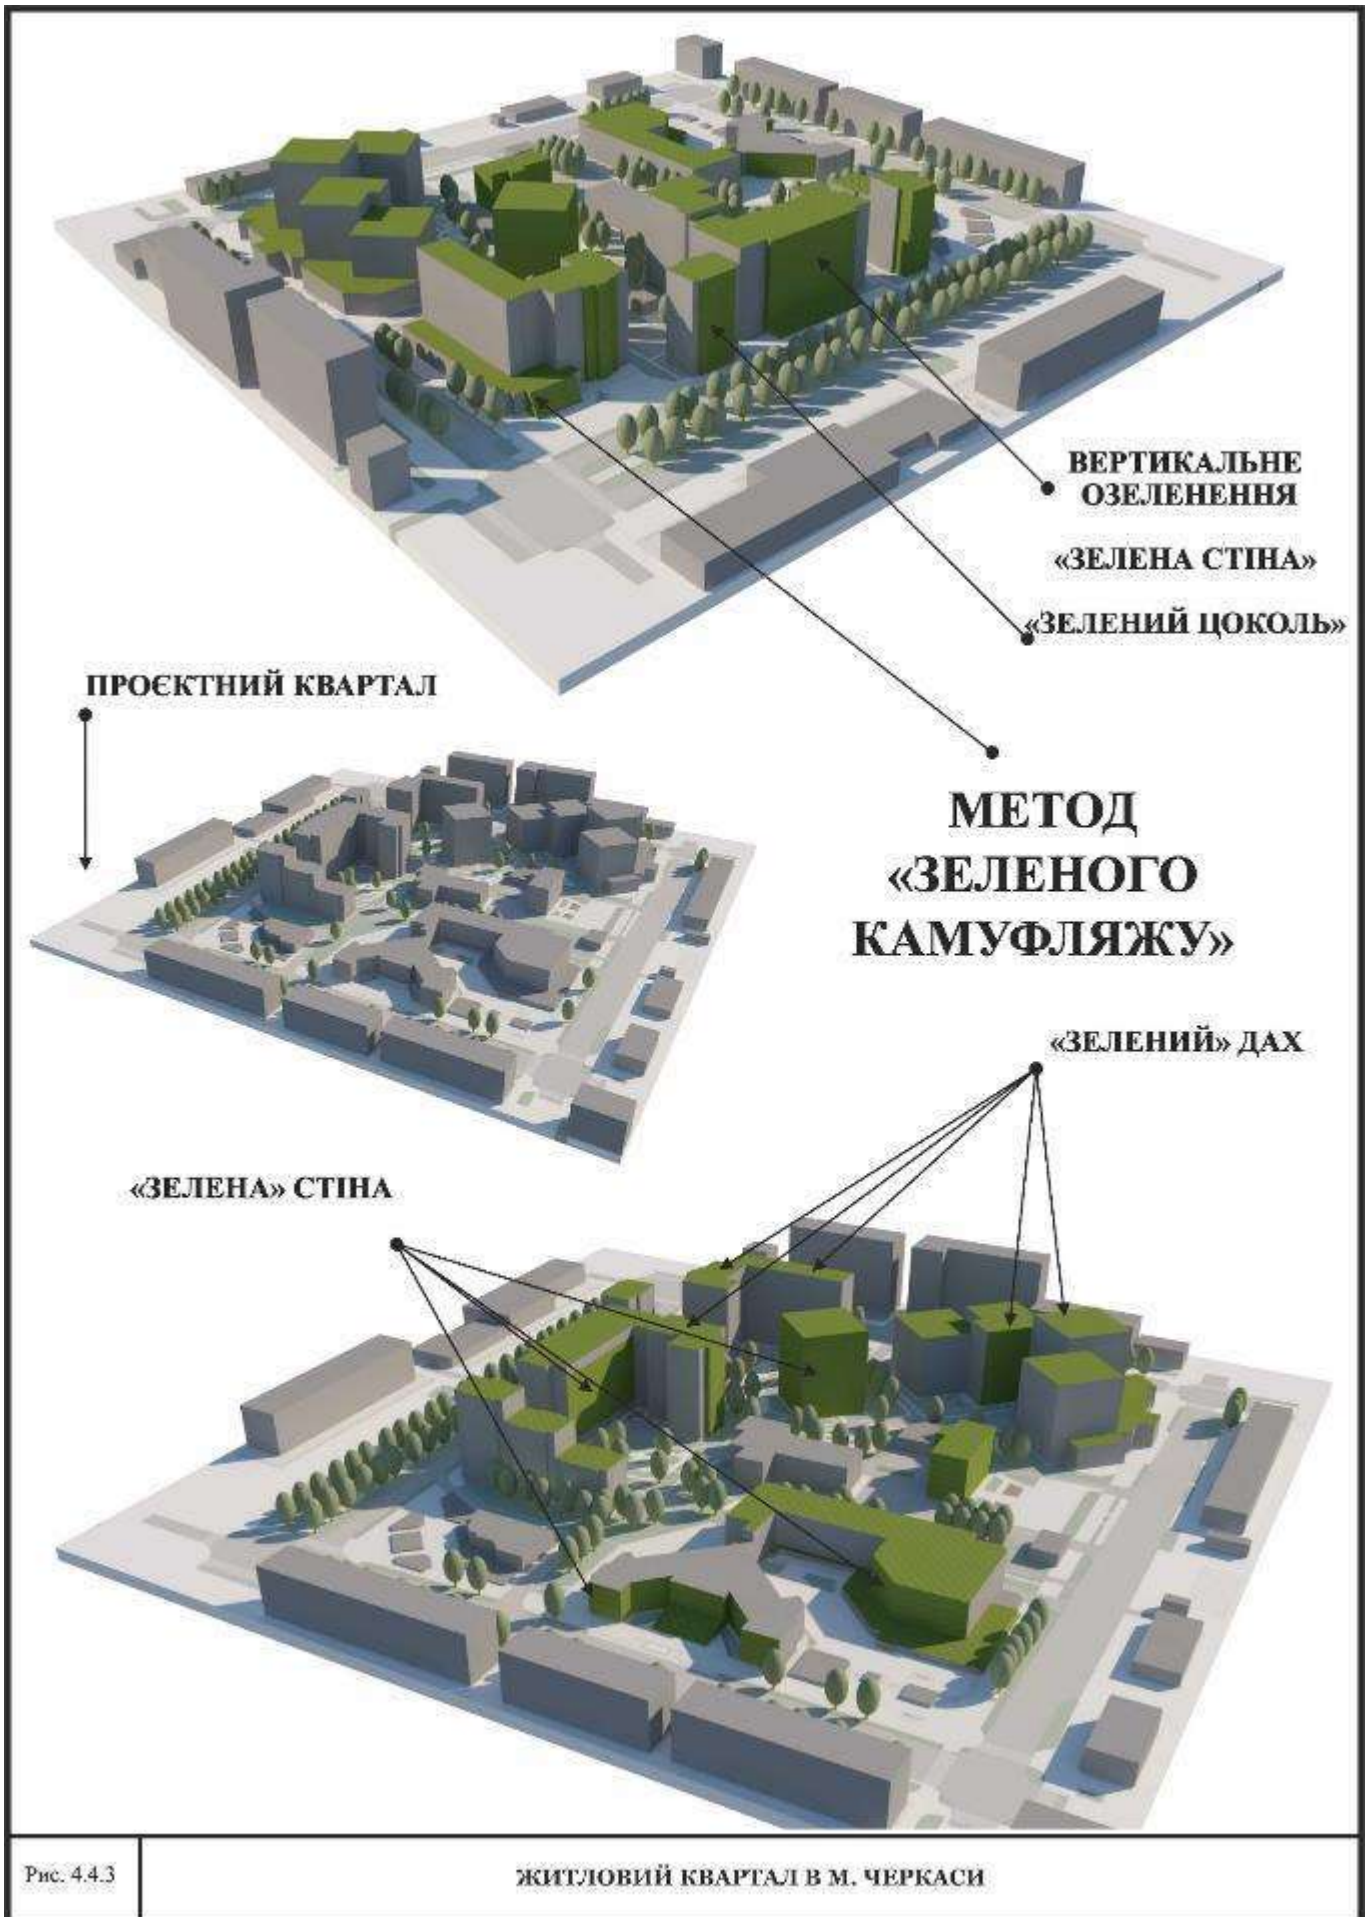 ВЕРТИКАЛЬНЕ
ОЗЕЛЕНЕННЯ
«ЗЕЛЕНА СТІНА»
«ЗЕЛЕНИЙ ЦОКОЛЬ»
ПРОЄКТНИЙ КВАРТАЛ
МЕТОД
«ЗЕЛЕНОГО
КАМУФЛЯЖУ»
«ЗЕЛЕНИЙ» ДАХ
«ЗЕЛЕНА» СТІНА
Рис. 4.4.3
ЖИТЛОВИЙ КВАРТАЛ В М. ЧЕРКАСИ